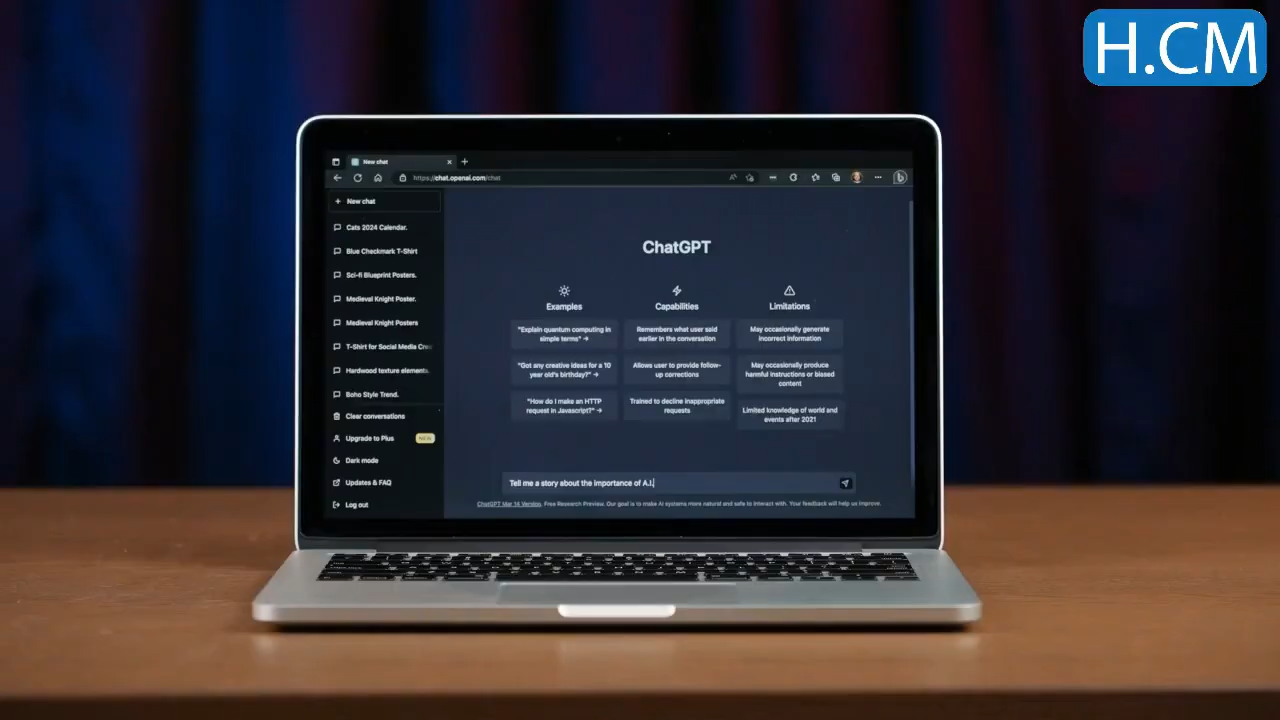 H.CM
New chat
https://chat.openai.com/chat
New chat
Cats 2024 Calendar.
Blue Checkmark T-Shirt
Sci-fi Blueprint Posters.
Medieval Knight Poster.
Medieval Knight Posters
T-Shirt for Social Media Cre
Hardwood texture elements.
Boho Style Trend.
Clear conversations
Upgrade to Plus
NEW
Dark mode
Updates & FAQ
Log out
ChatGPT
Examples
"Explain quantum computing in
simple terms" →
"Got any creative ideas for a 10
year old's birthday?" →
"How do I make an HTTP
request in Javascript?" →
Capabilities
Remembers what user said
earlier in the conversation
Allows user to provide follow-
up corrections
Trained to decline inappropriate
requests
Limitations
May occasionally generate
incorrect information
May occasionally produce
harmful instructions or biased
content
Limited knowledge of world and
events after 2021
Tell me a story about the importance of A.I.
ChatGPT Mar 14 Version. Free Research Preview. Our goal is to make AI systems more natural and safe to interact with. Your feedback will help us improve.